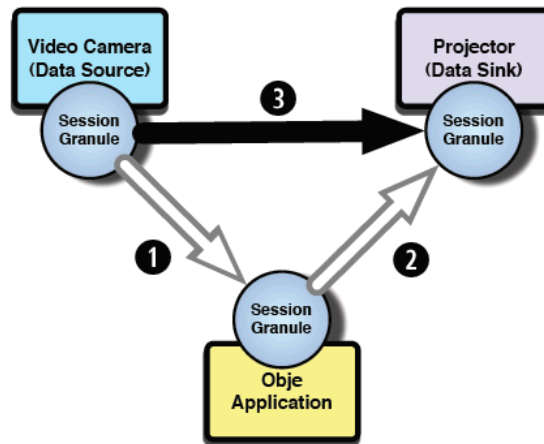 Video Camera
(Data Source)
Projector
(Data Sink)
Session
Granule
3
Session
Granule
1
2
Session
Granule
Obje
Application